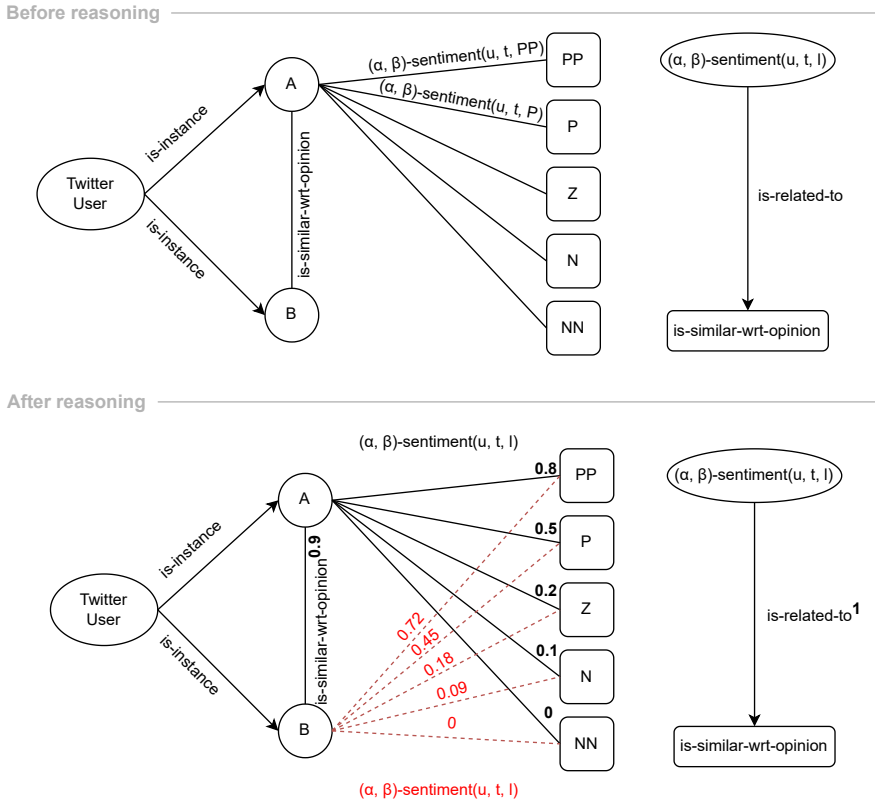 Before reasoning
(α, β)-sentiment(u, t, PP)
PP
(α, β)-sentiment(u, t, l)
A
(α, β)-sentiment(u, t, P)
P
is-instance
is-similar-wrt-opinion
Twitter
User
Z
is-related-to
is-instance
N
B
NN
is-similar-wrt-opinion
After reasoning
(α, β)-sentiment(u, t, l)
0.8
PP
(α, β)-sentiment(u, t, l)
A
0.5
P
is-instance
is-similar-wrt-opinion0.9
Twitter
User
0.2
Z
is-related-to1
0.72
0.45
0.18
0.1
N
is-instance
0.09
0
0
B
NN
is-similar-wrt-opinion
(α, β)-sentiment(u, t, l)